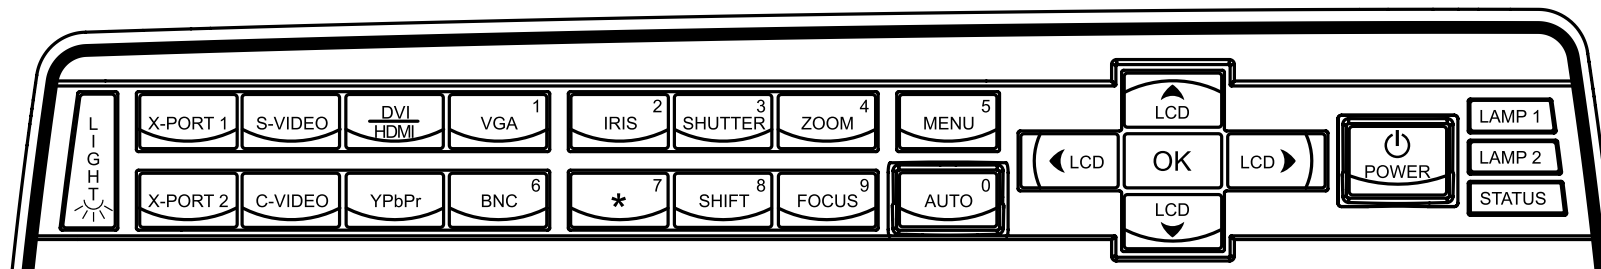 LIGHT
X-PORT 1
S-VIDEO
DVI
HDMI
1
VGA
2
IRIS
3
SHUTTER
4
ZOOM
5
MENU
LCD
LAMP 1
LCD
OK
LCD
POWER
LAMP 2
X-PORT 2
C-VIDEO
YPbPr
6
BNC
7
*
8
SHIFT
9
FOCUS
0
AUTO
LCD
STATUS